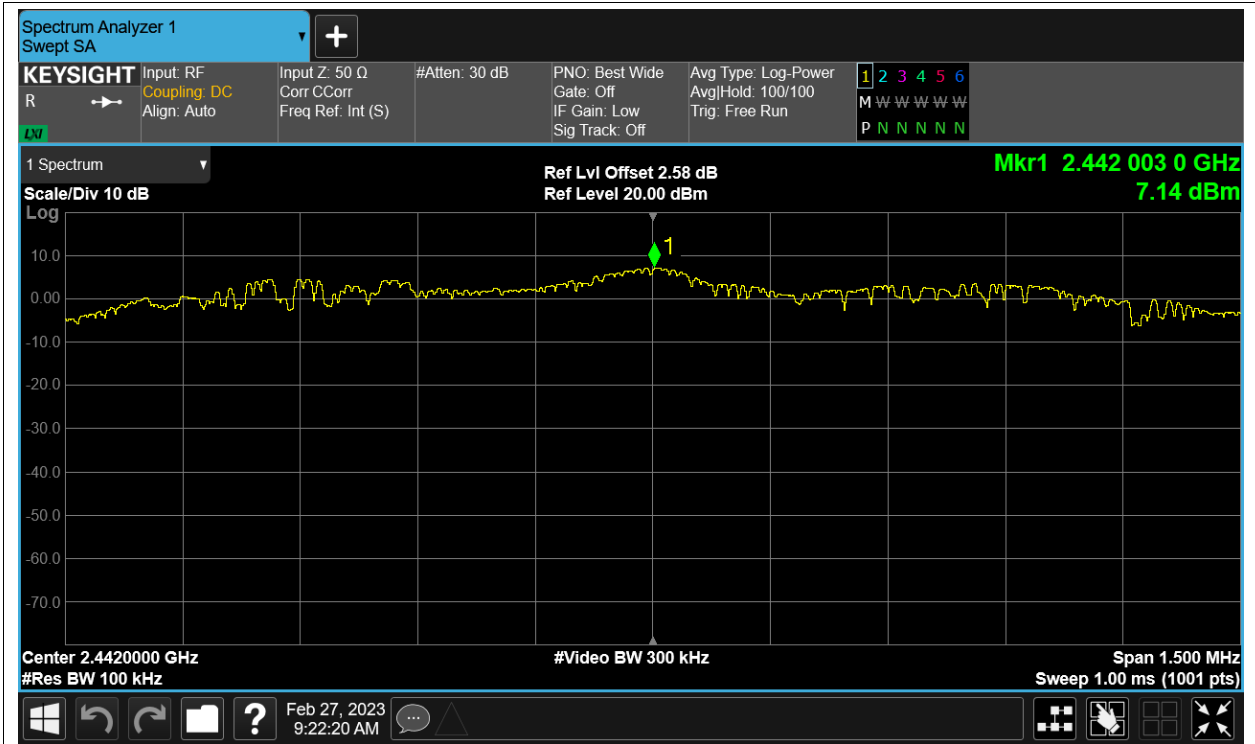 Spectrum Analyzer 1
Swept SA
+
KEYSIGHT
R
LXI
Input: RF
Coupling: DC
Align: Auto
Input Z: 50 Ω
Corr CCorr
Freq Ref: Int (S)
#Atten: 30 dB
PNO: Best Wide
Gate: Off
IF Gain: Low
Sig Track: Off
Avg Type: Log-Power
Avg|Hold: 100/100
Trig: Free Run
1 2 3 4 5 6
M W W W W W
P N N N N N
1 Spectrum
Scale/Div 10 dB
Log
Ref Lvl Offset 2.58 dB
Ref Level 20.00 dBm
Mkr1 2.442 003 0 GHz
7.14 dBm
1
10.0
0.00
-10.0
-20.0
-30.0
-40.0
-50.0
-60.0
-70.0
Center 2.4420000 GHz
#Res BW 100 kHz
#Video BW 300 kHz
Span 1.500 MHz
Sweep 1.00 ms (1001 pts)
?
Feb 27, 2023
9:22:20 AM